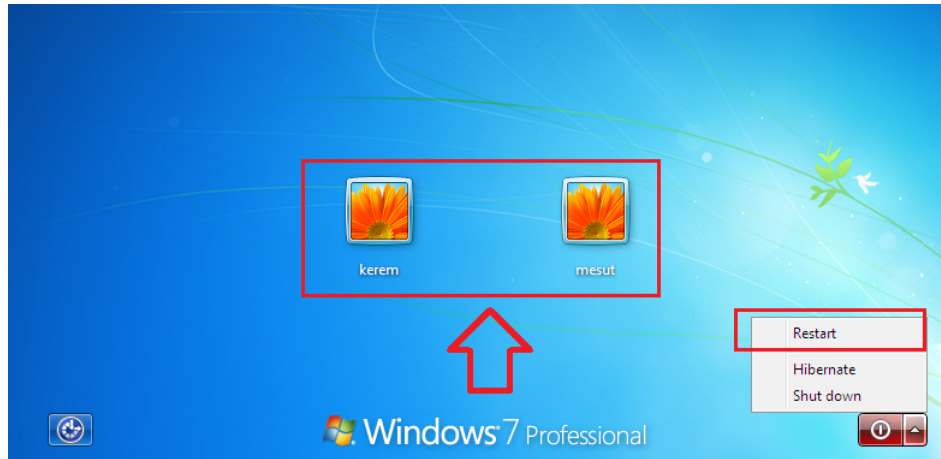 kerem
mesut
Restart
Hibernate
Shut down
Windows 7 Professional